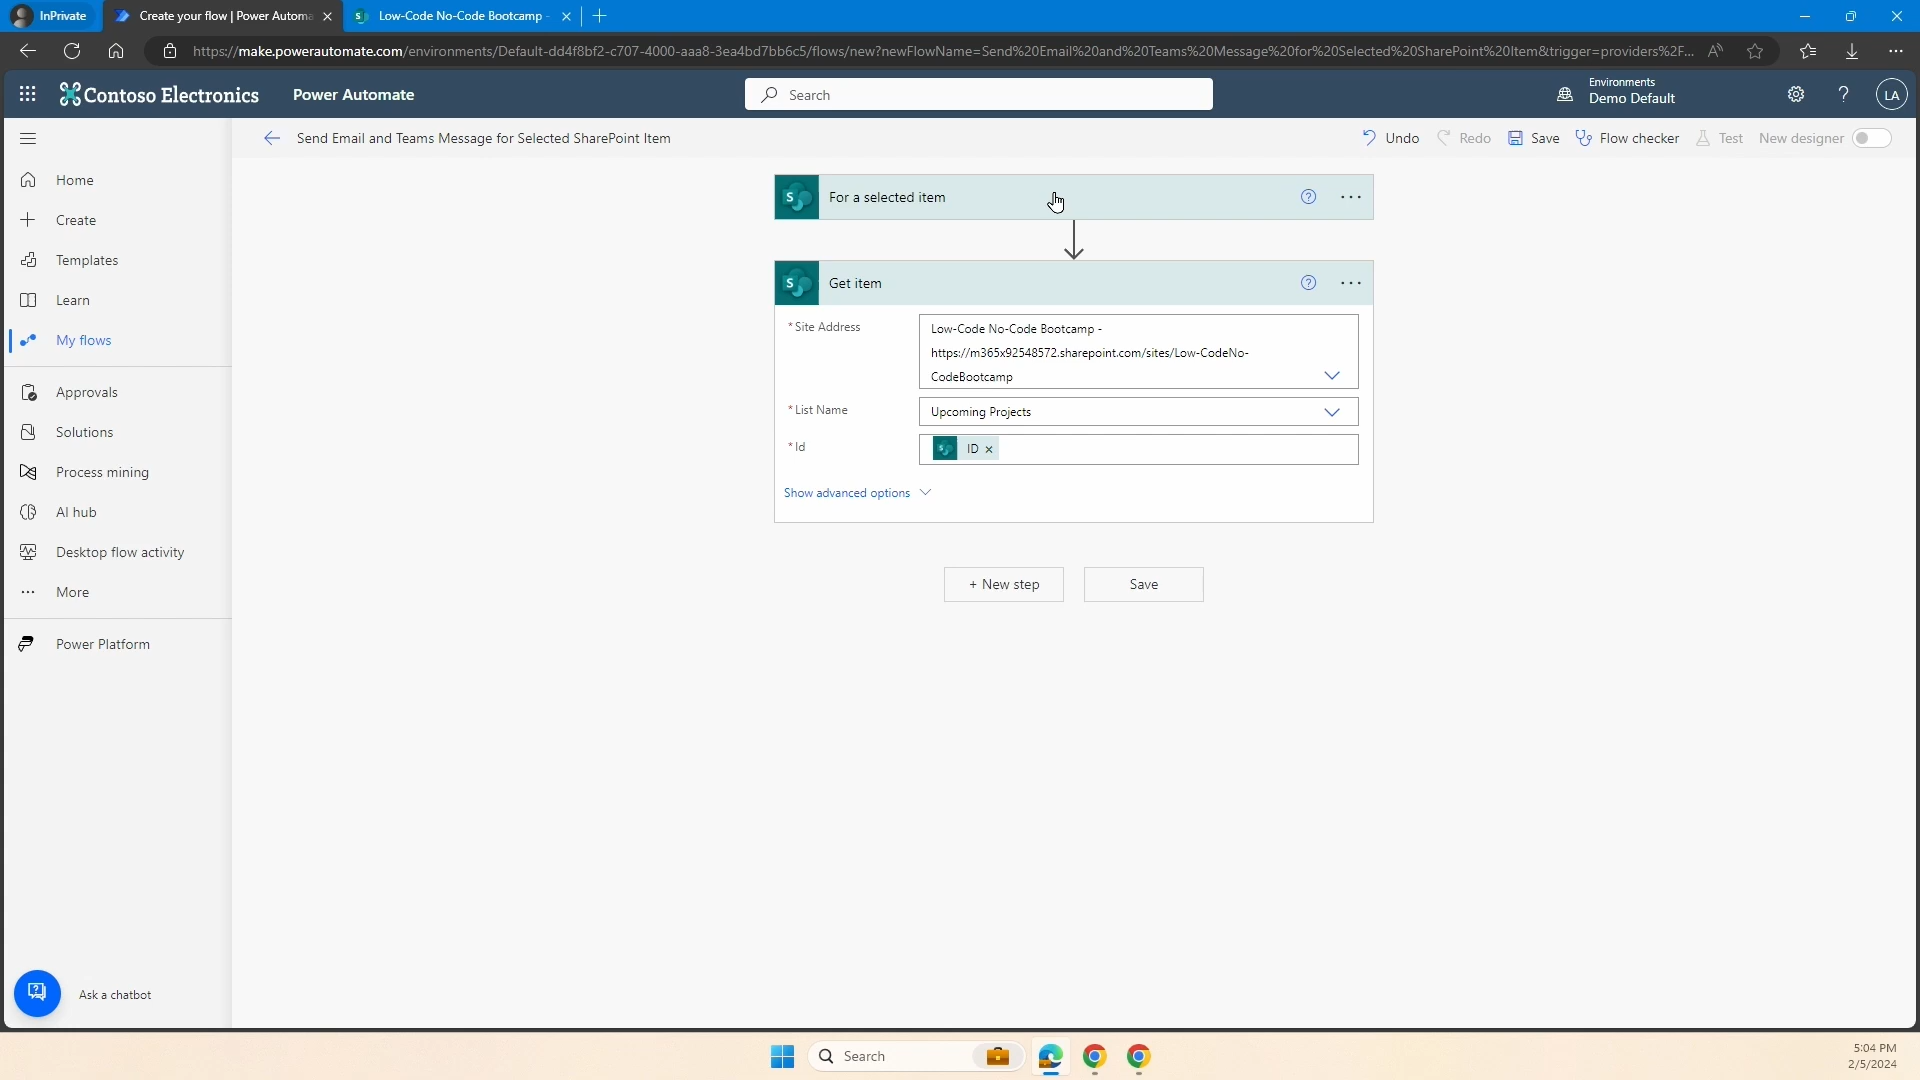 InPrivate
Create your flow | Power Automa
Low-Code No-Code Bootcamp -
https://make.powerautomate.com/environments/Default-dd4f8bf2-c707-4000-aaa8-3ea4bd7bb6c5/flows/new?newFlowName=Send%20Email%20and%20Teams%20Message%20for%20Selected%20SharePoint%20Item&trigger=providers%2F...
Contoso Electronics
Power Automate
Search
Environments
Demo Default
LA
Send Email and Teams Message for Selected SharePoint Item
Undo
Redo
Save
Flow checker
Test
New designer
Home
Create
Templates
Learn
My flows
Approvals
Solutions
Process mining
AI hub
Desktop flow activity
More
Power Platform
Ask a chatbot
For a selected item
Get item
* Site Address
Low-Code No-Code Bootcamp -
https://m365x92548572.sharepoint.com/sites/Low-CodeNo-
CodeBootcamp
* List Name
Upcoming Projects
* Id
ID
Show advanced options
+ New step
Save
Search
5:04 PM
2/5/2024